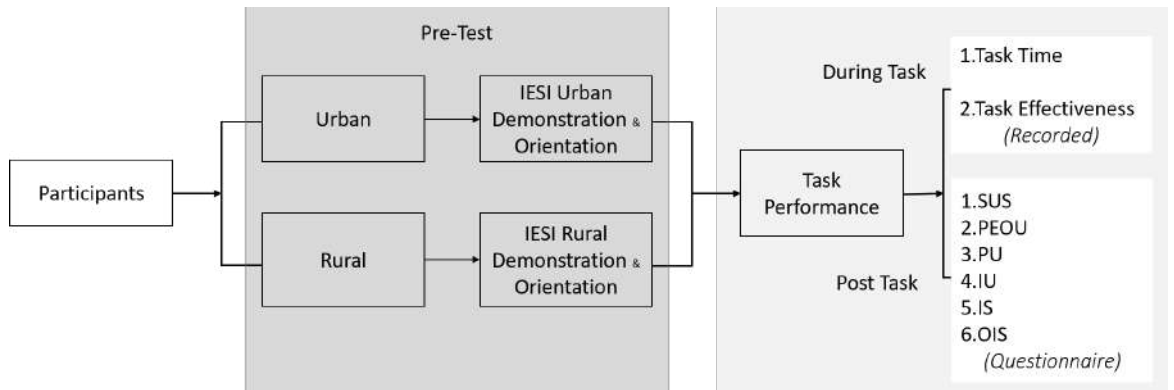 Pre-Test
Participants
Urban
IESI Urban
Demonstration &
Orientation
Rural
IESI Rural
Demonstration &
Orientation
Task
Performance
During Task
1.Task Time
2.Task Effectiveness
(Recorded)
Post Task
1.SUS
2.PEOU
3.PU
4.IU
5.IS
6.OIS
(Questionnaire)